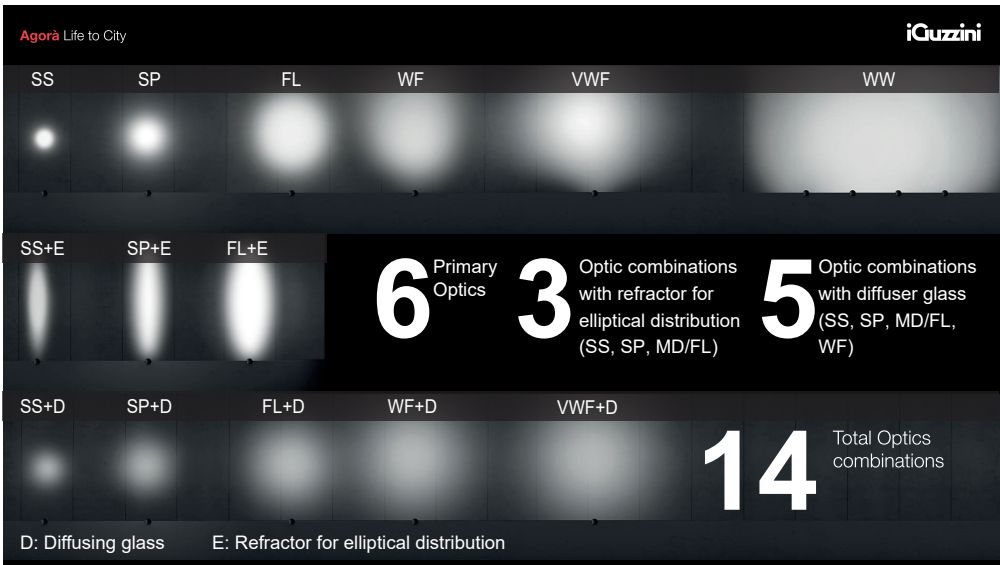 Agorà Life to City
iGuzzini
SS SP FL WF VWF WW
SS+E SP+E FL+E
6 Primary
Optics
3 Optic combinations
with refractor for
elliptical distribution
(SS, SP, MD/FL)
5 Optic combinations
with diffuser glass
(SS, SP, MD/FL,
WF)
SS+D SP+D FL+D WF+D VWF+D
14 Total Optics
combinations
D: Diffusing glass E: Refractor for elliptical distribution